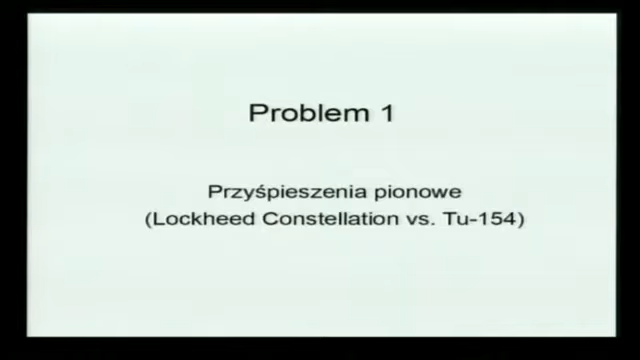 Problem 1
Przyśpieszenia pionowe
(Lockheed Constellation vs. Tu-154)